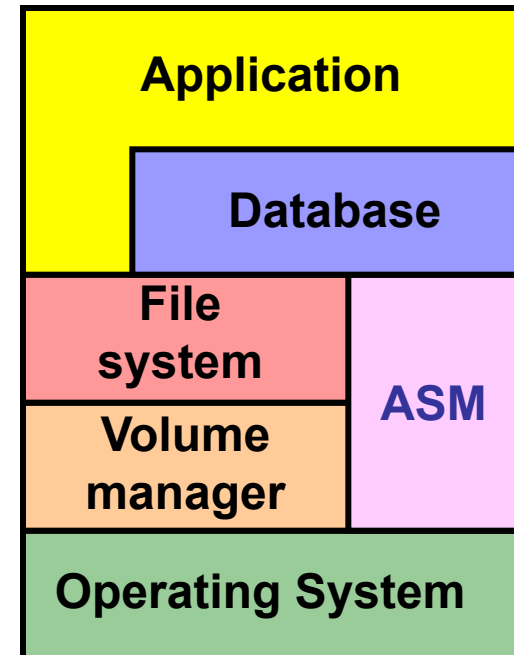 Application
Database
File
system
ASM
Volume
manager
Operating System